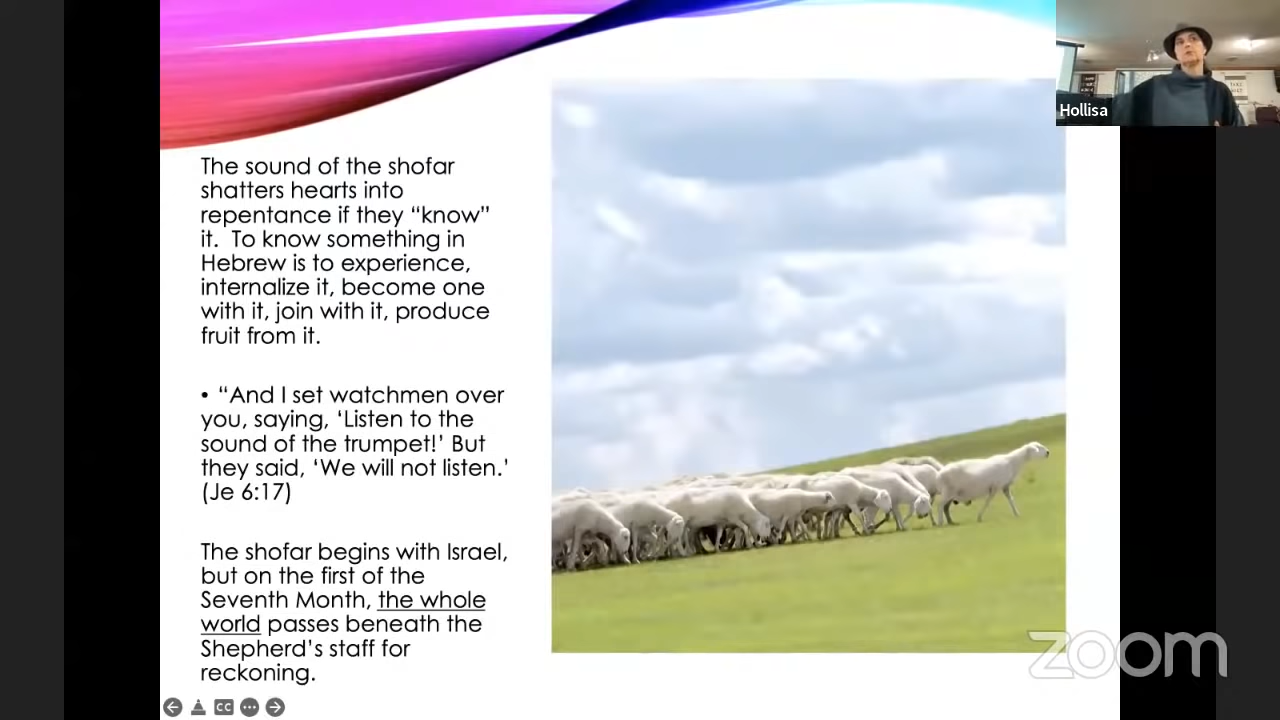 Hollisa
The sound of the shofar
shatters hearts into
repentance if they “know”
it.  To know something in
Hebrew is to experience,
internalize it, become one
with it, join with it, produce
fruit from it.
• “And I set watchmen over
you, saying, ‘Listen to the
sound of the trumpet!’ But
they said, ‘We will not listen.’
(Je 6:17)
The shofar begins with Israel,
but on the first of the
Seventh Month, the whole
world passes beneath the
Shepherd’s staff for
reckoning.
CC
zoom